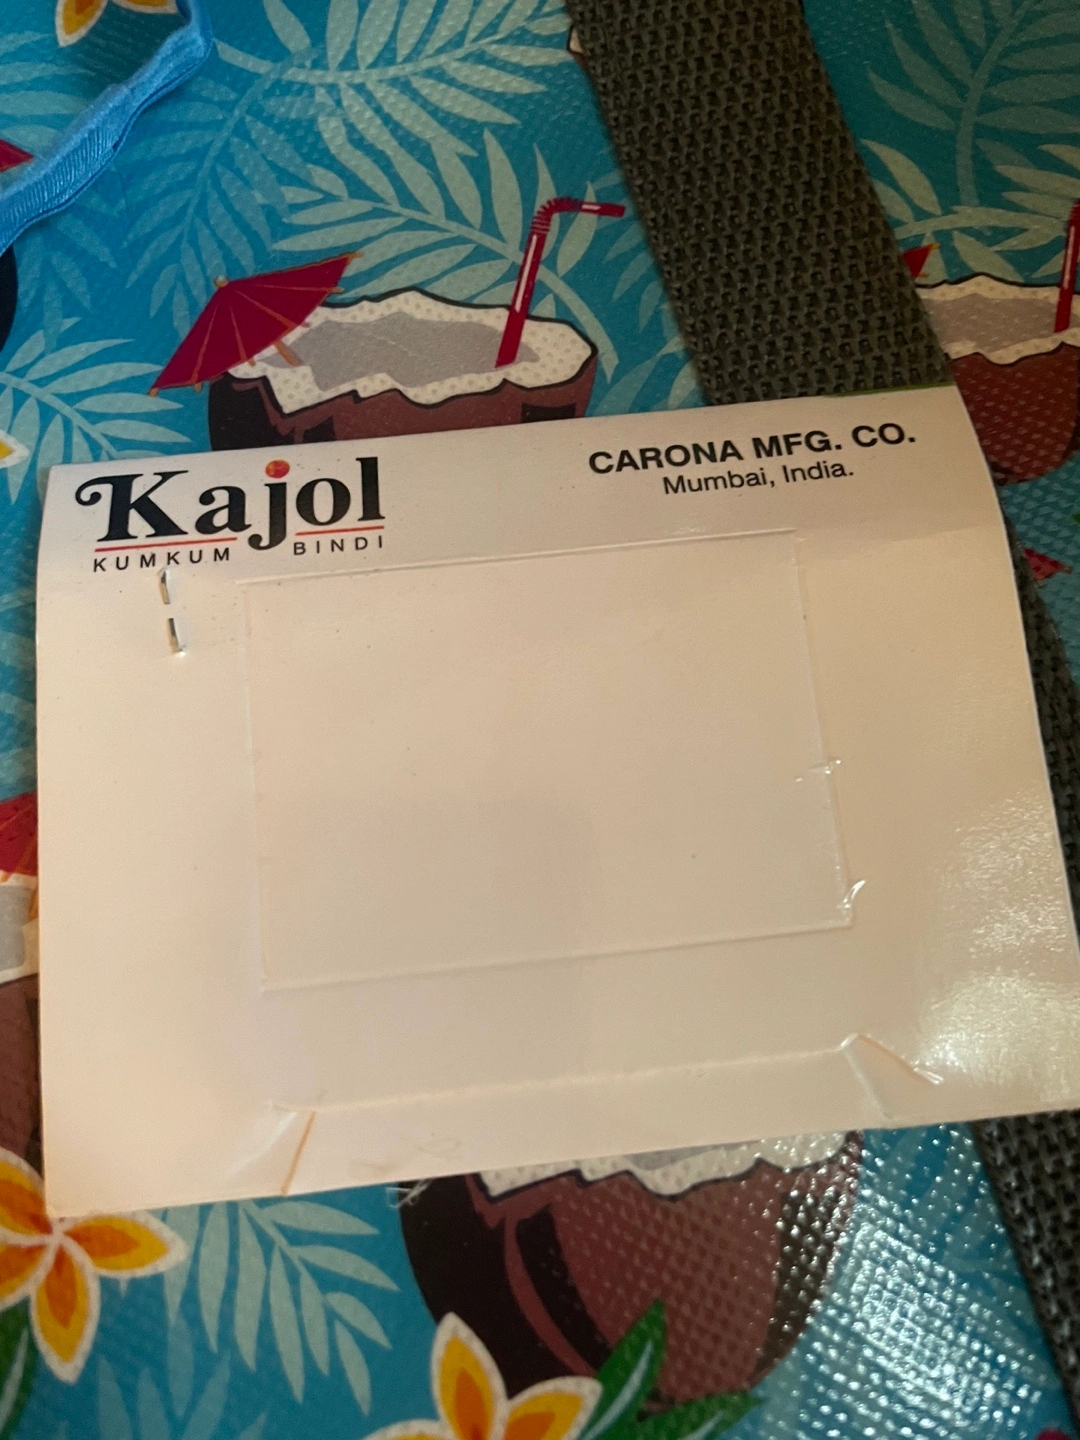 Kajol
KUMKUM BINDI
CARONA MFG. CO.
Mumbai, India.